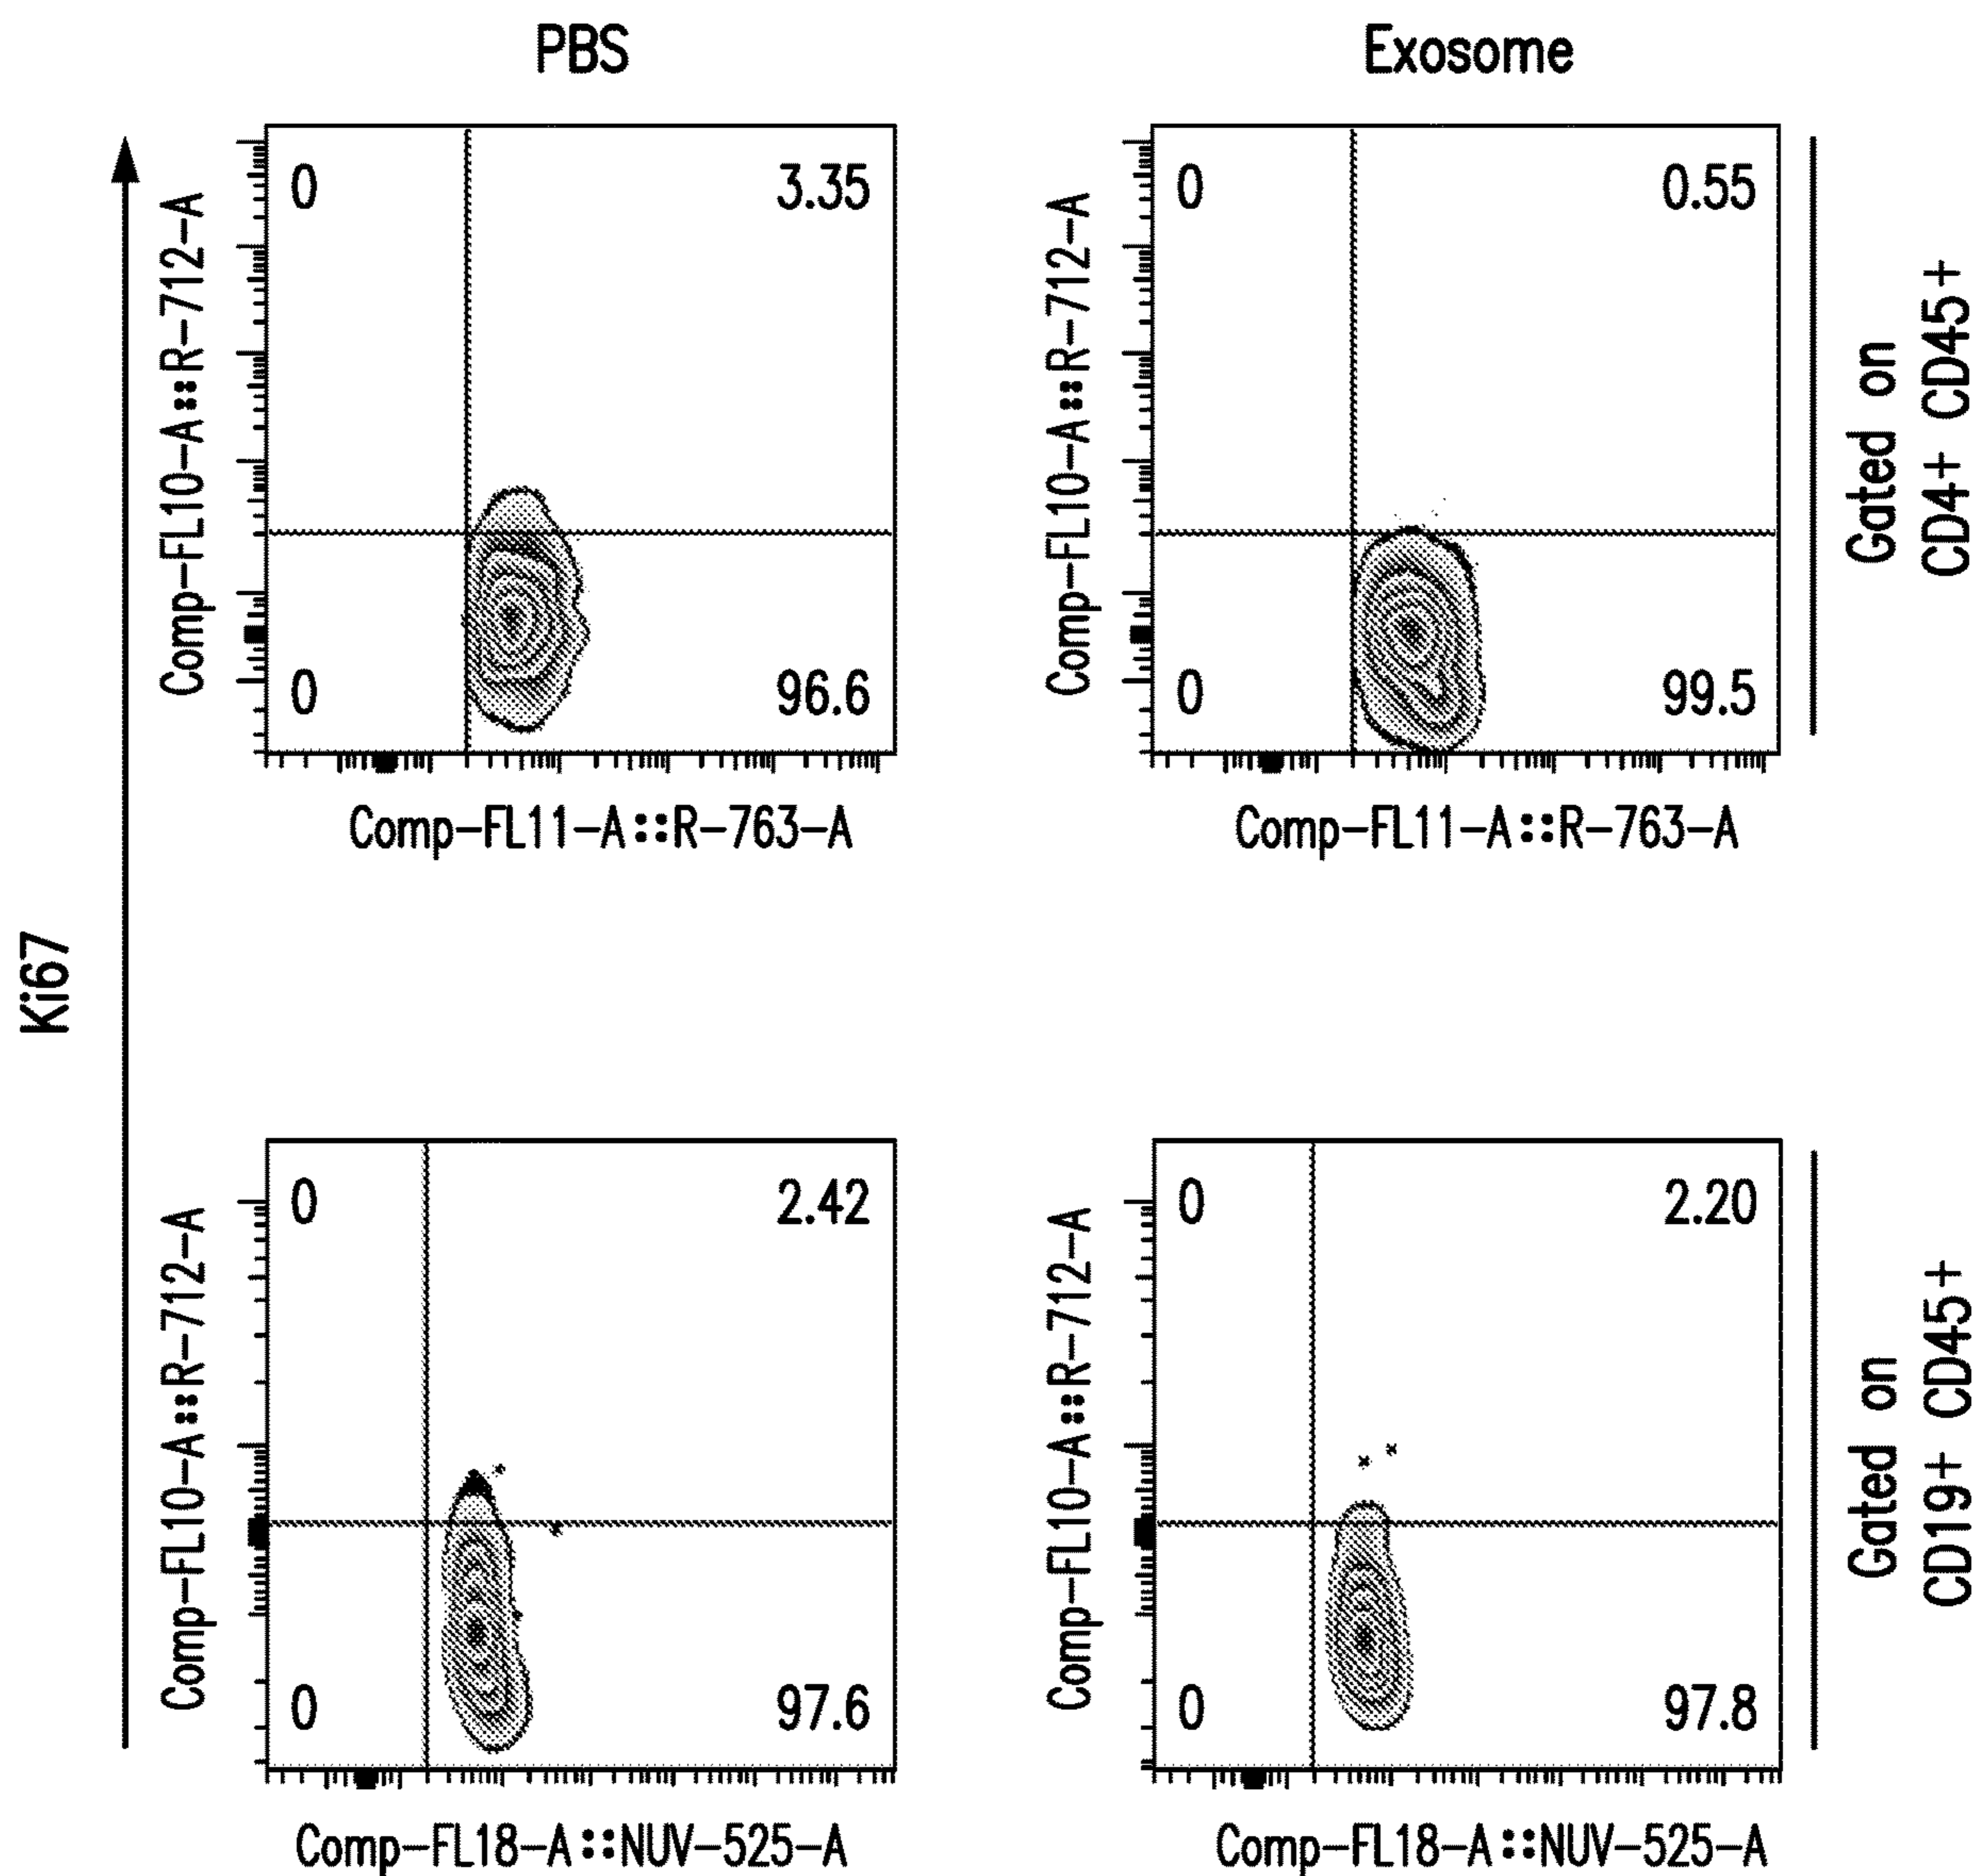 PBS
Exosome
Ki67
Comp-FL10-A::R-712-A
0
3.35
0
96.6
Comp-FL11-A::R-763-A
Comp-FL10-A::R-712-A
0
0.55
0
99.5
Comp-FL11-A::R-763-A
Gated on
CD4+ CD45+
Comp-FL10-A::R-712-A
0
2.42
0
97.6
Comp-FL18-A::NUV-525-A
Comp-FL10-A::R-712-A
0
2.20
0
97.8
Comp-FL18-A::NUV-525-A
Gated on
CD19+ CD45+